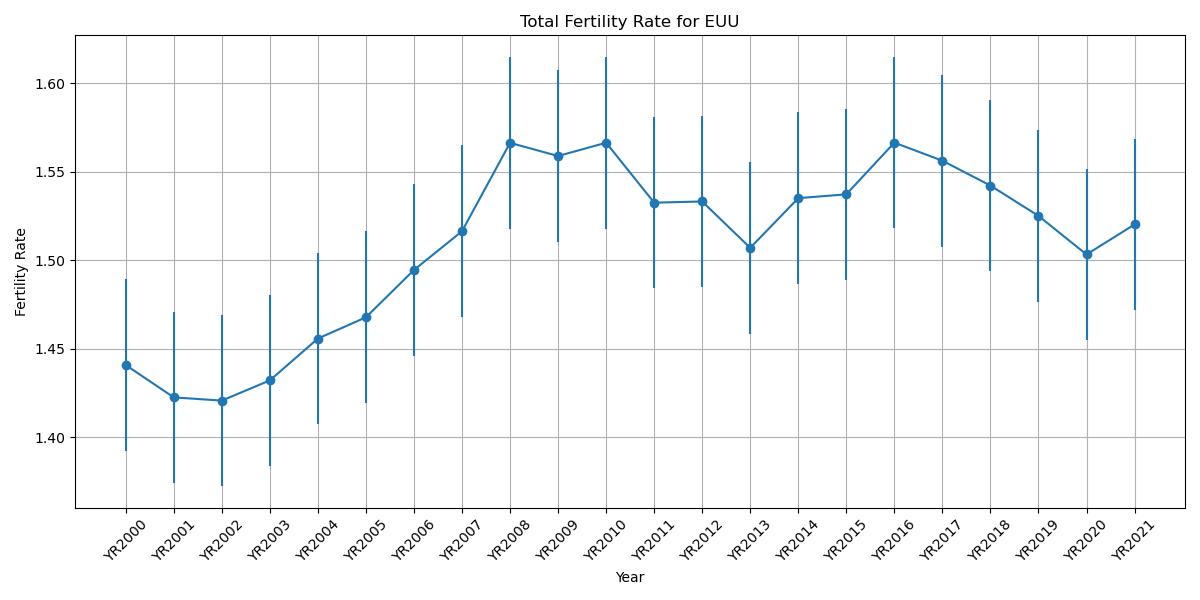 Total Fertility Rate for EUU
Fertility Rate
1.60
1.55
1.50
1.45
1.40
YR2000
YR2001
YR2002
YR2003
YR2004
YR2005
YR2006
YR2007
YR2008
YR2009
YR2010
YR2011
YR2012
YR2013
YR2014
YR2015
YR2016
YR2017
YR2018
YR2019
YR2020
YR2021
Year